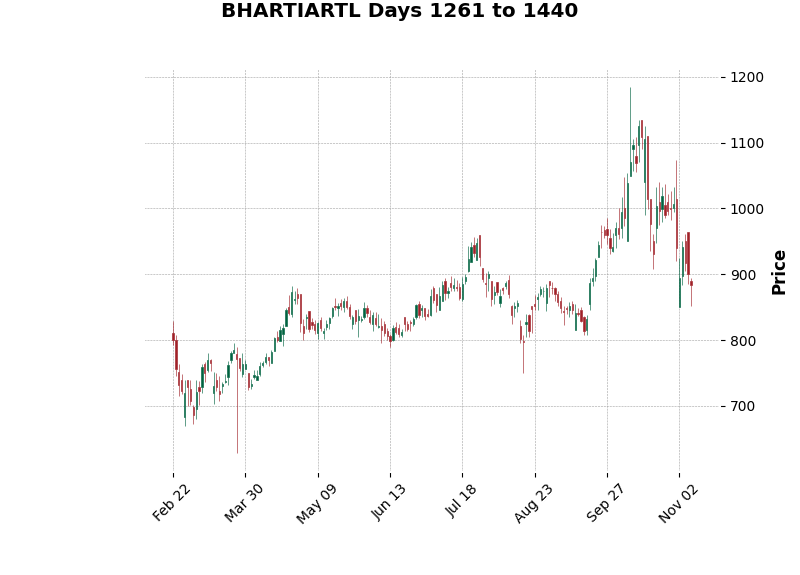 BHARTIARTL Days 1261 to 1440
1200
1100
1000
900
800
700
Price
Feb 22
Mar 30
May 09
Jun 13
Jul 18
Aug 23
Sep 27
Nov 02